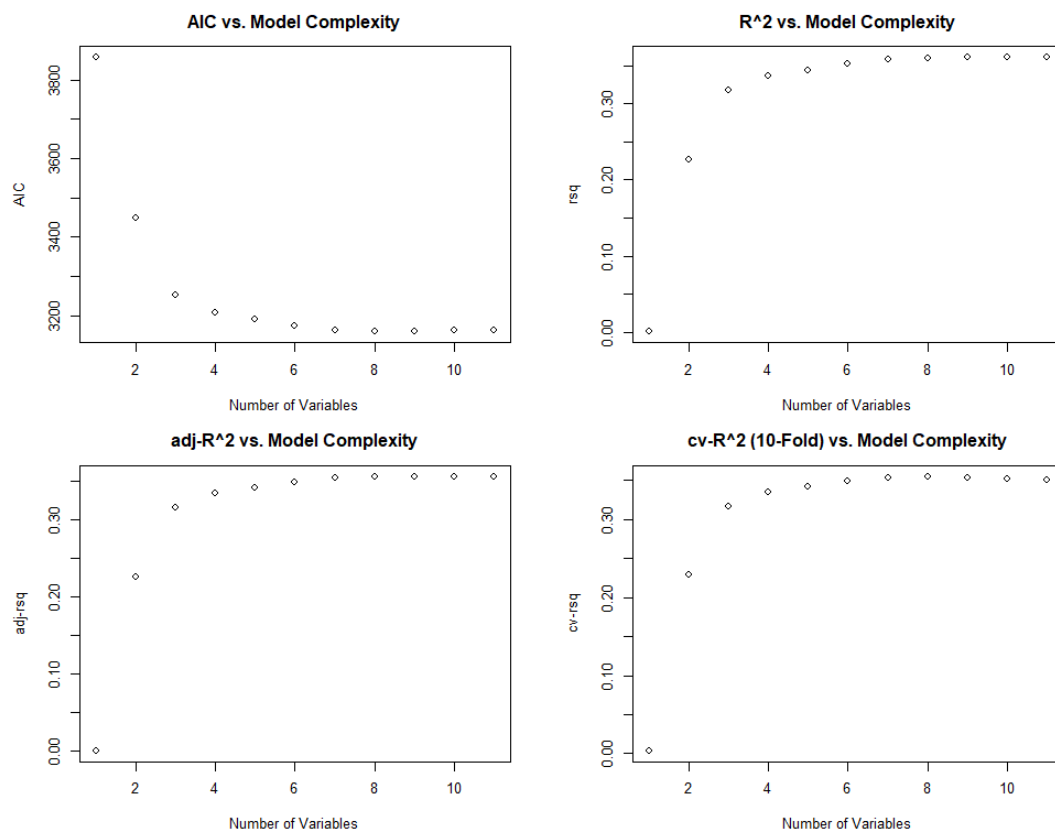 AIC vs. Model Complexity
AIC
3200 3400 3600 3800
2 4 6 8 10
Number of Variables
R^2 vs. Model Complexity
rsq
0.00 0.10 0.20 0.30
2 4 6 8 10
Number of Variables
adj-R^2 vs. Model Complexity
adj-rsq
0.00 0.10 0.20 0.30
2 4 6 8 10
Number of Variables
cv-R^2 (10-Fold) vs. Model Complexity
cv-rsq
0.00 0.10 0.20 0.30
2 4 6 8 10
Number of Variables